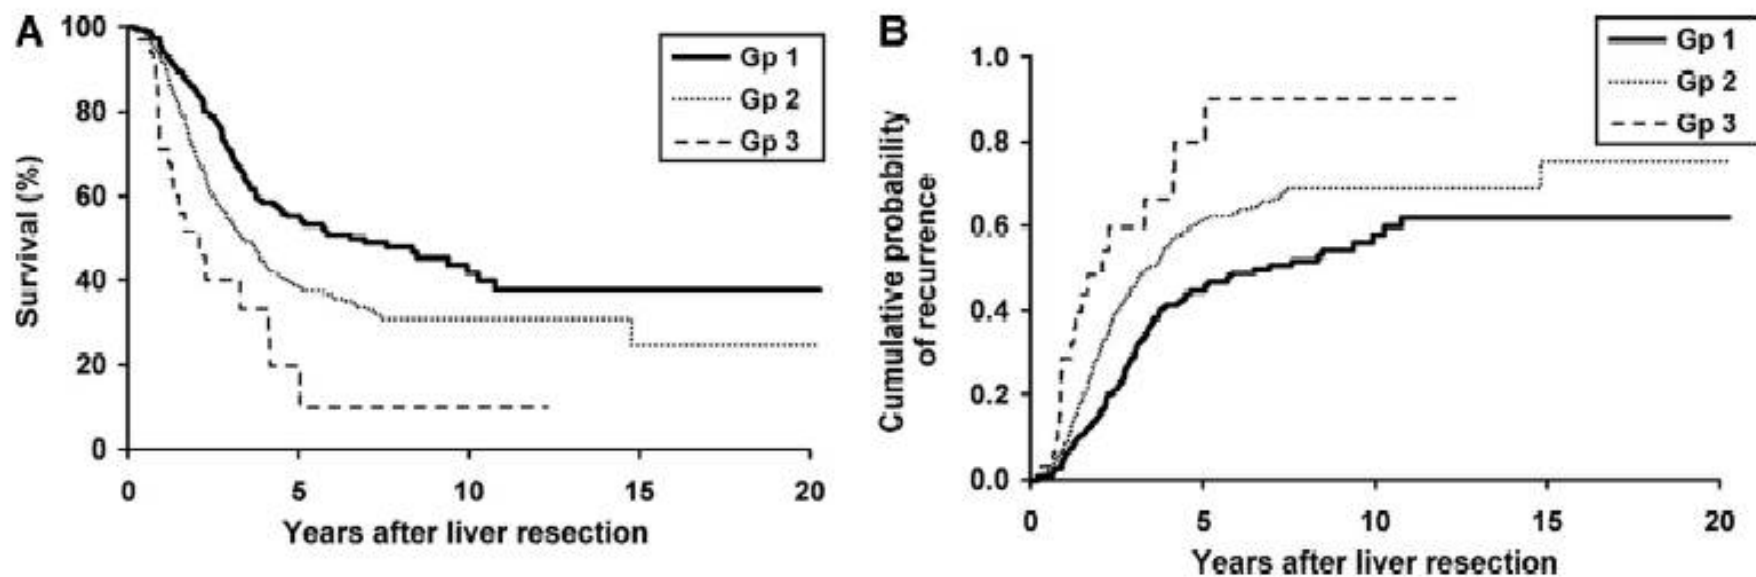 A
100
80
60
40
20
0
Survival (%)
0 5 10 15 20
Years after liver resection
Gp 1
Gp 2
Gp 3
B
1.0
0.8
0.6
0.4
0.2
0.0
Cumulative probability
of recurrence
0 5 10 15 20
Years after liver resection
Gp 1
Gp 2
Gp 3